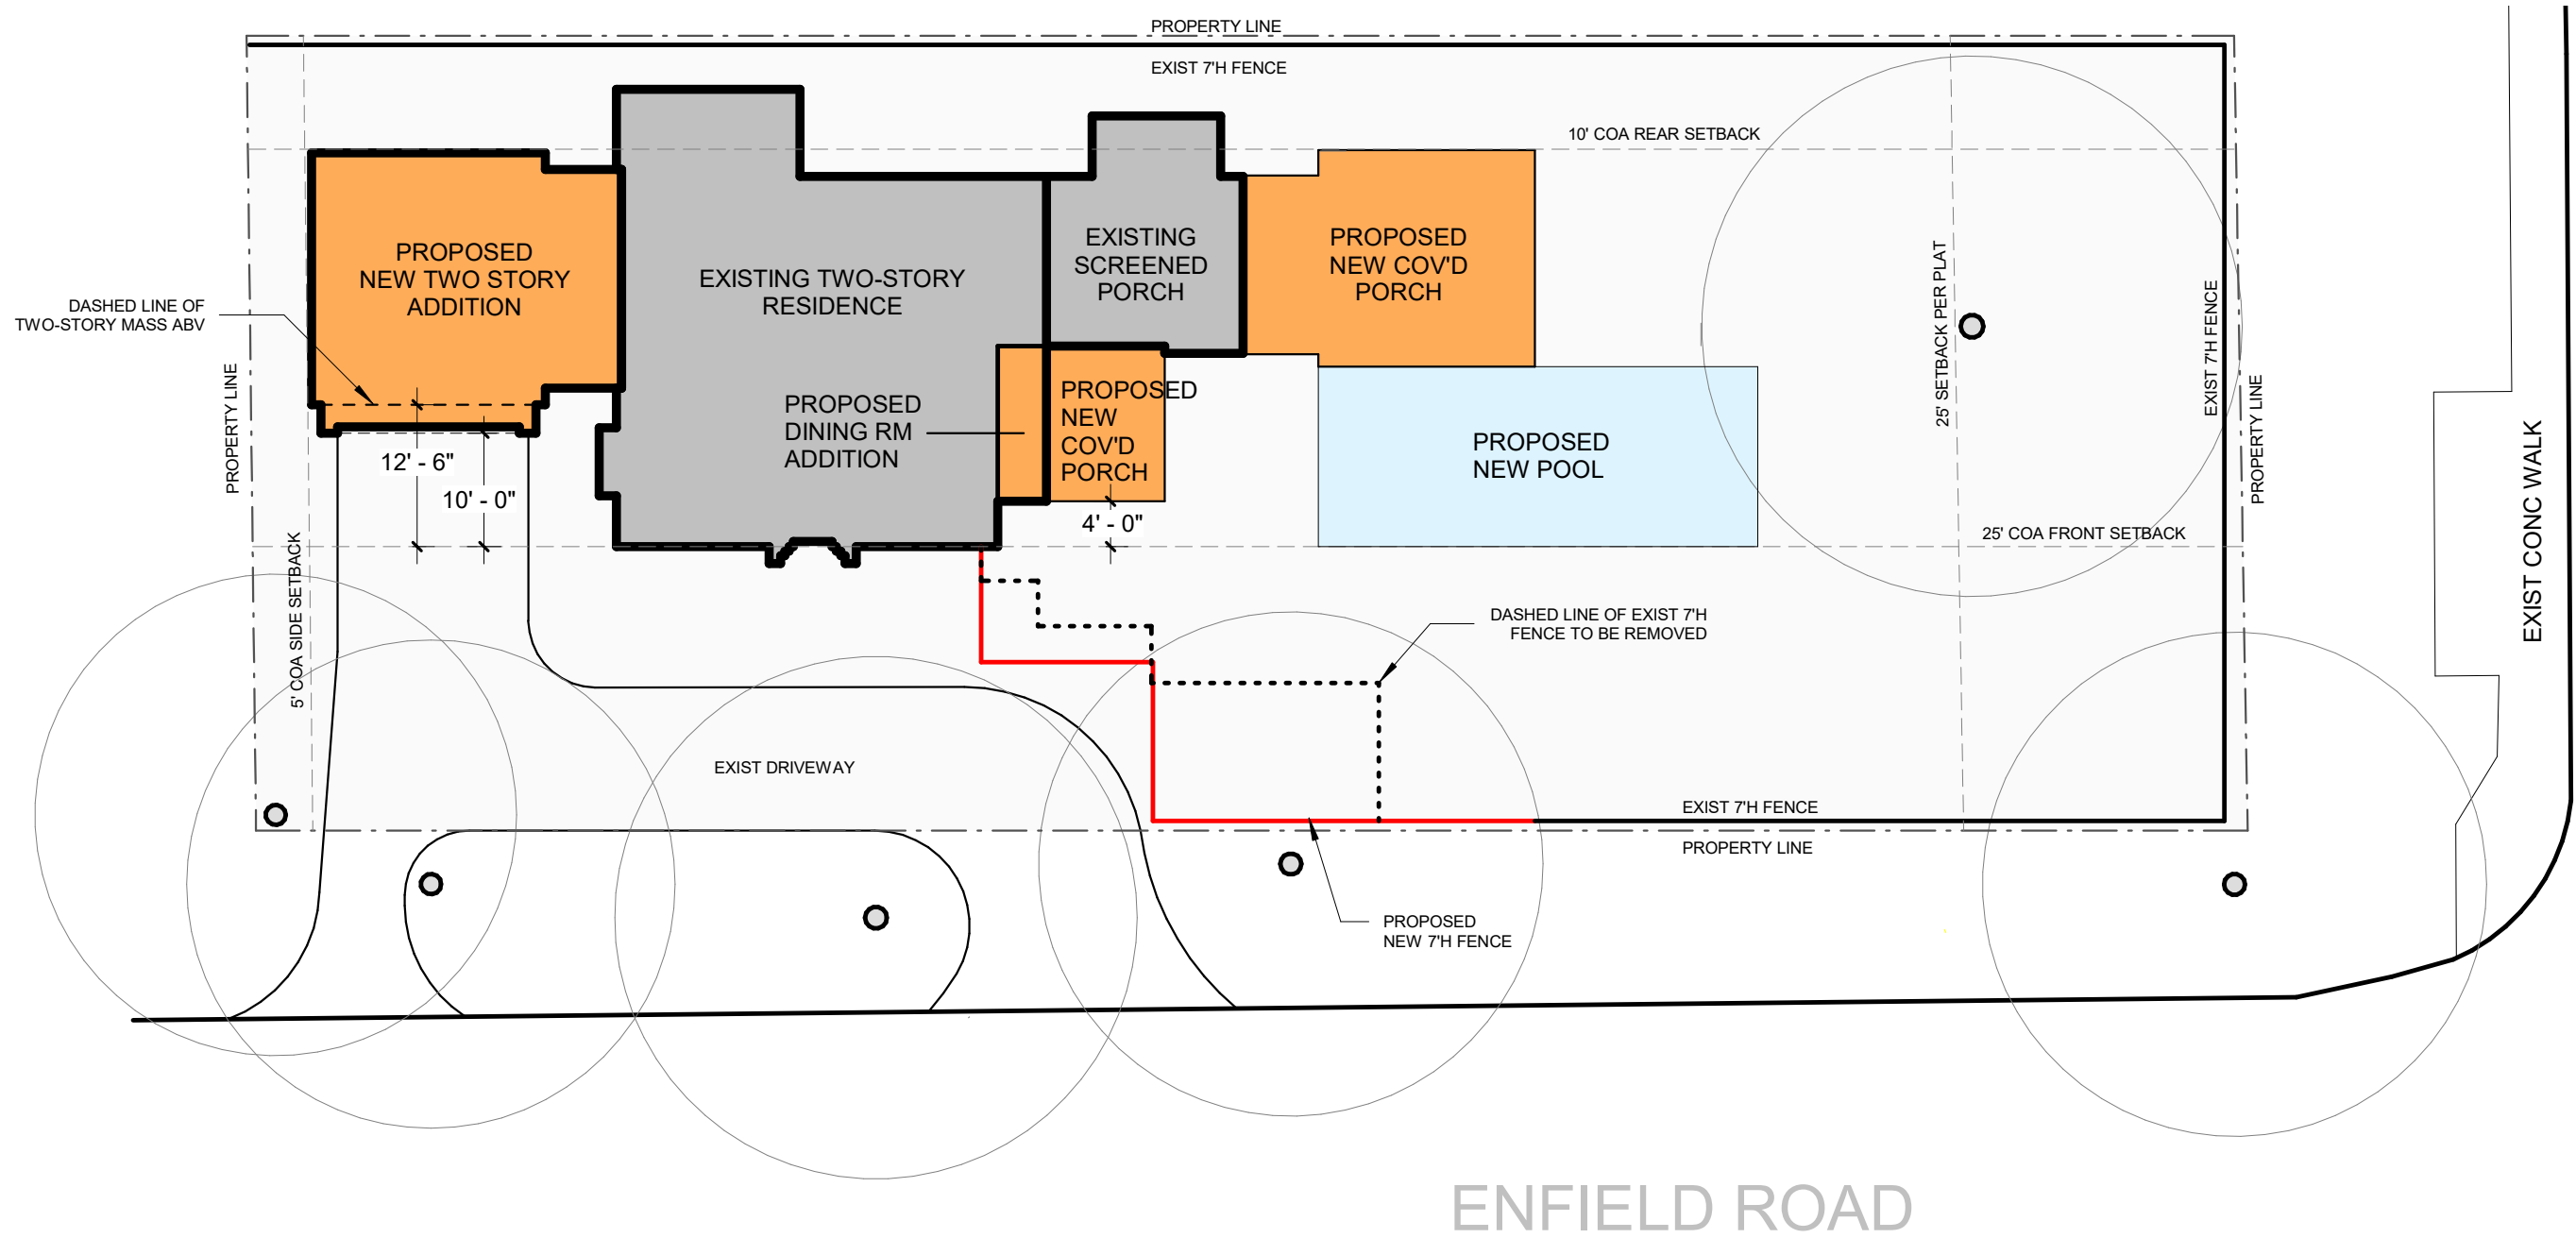 PROPERTY LINE
EXIST 7'H FENCE
10' COA REAR SETBACK
PROPOSED
NEW TWO STORY
ADDITION
EXISTING TWO-STORY
RESIDENCE
EXISTING
SCREENED
PORCH
PROPOSED
NEW COV'D
PORCH
DASHED LINE OF
TWO-STORY MASS ABV
PROPERTY LINE
25' SETBACK PER PLAT
EXIST 7'H FENCE
PROPERTY LINE
EXIST CONC WALK
PROPOSED
DINING RM
ADDITION
PROPOSED
NEW
COV'D
PORCH
PROPOSED
NEW POOL
12' - 6"
10' - 0"
4' - 0"
25' COA FRONT SETBACK
5' COA SIDE SETBACK
DASHED LINE OF EXIST 7'H
FENCE TO BE REMOVED
EXIST DRIVEWAY
EXIST 7'H FENCE
PROPERTY LINE
PROPOSED
NEW 7'H FENCE
ENFIELD ROAD